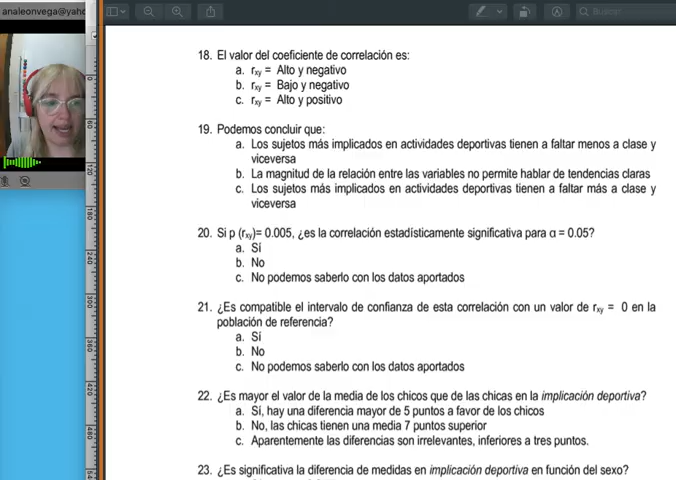 analeonvega@yah
Buscar
18. El valor del coeficiente de correlación es:
a. rxy = Alto y negativo
b. rxy = Bajo y negativo
c. rxy = Alto y positivo
19. Podemos concluir que:
a. Los sujetos más implicados en actividades deportivas tienen a faltar menos a clase y
viceversa
b. La magnitud de la relación entre las variables no permite hablar de tendencias claras
c. Los sujetos más implicados en actividades deportivas tienen a faltar más a clase y
viceversa
20. Si p (rxy)= 0.005, ¿es la correlación estadísticamente significativa para α = 0.05?
a. Sí
b. No
c. No podemos saberlo con los datos aportados
21. ¿Es compatible el intervalo de confianza de esta correlación con un valor de rxy = 0 en la
población de referencia?
a. Sí
b. No
c. No podemos saberlo con los datos aportados
22. ¿Es mayor el valor de la media de los chicos que de las chicas en la implicación deportiva?
a. Sí, hay una diferencia mayor de 5 puntos a favor de los chicos
b. No, las chicas tienen una media 7 puntos superior
c. Aparentemente las diferencias son irrelevantes, inferiores a tres puntos.
23. ¿Es significativa la diferencia de medidas en implicación deportiva en función del sexo?